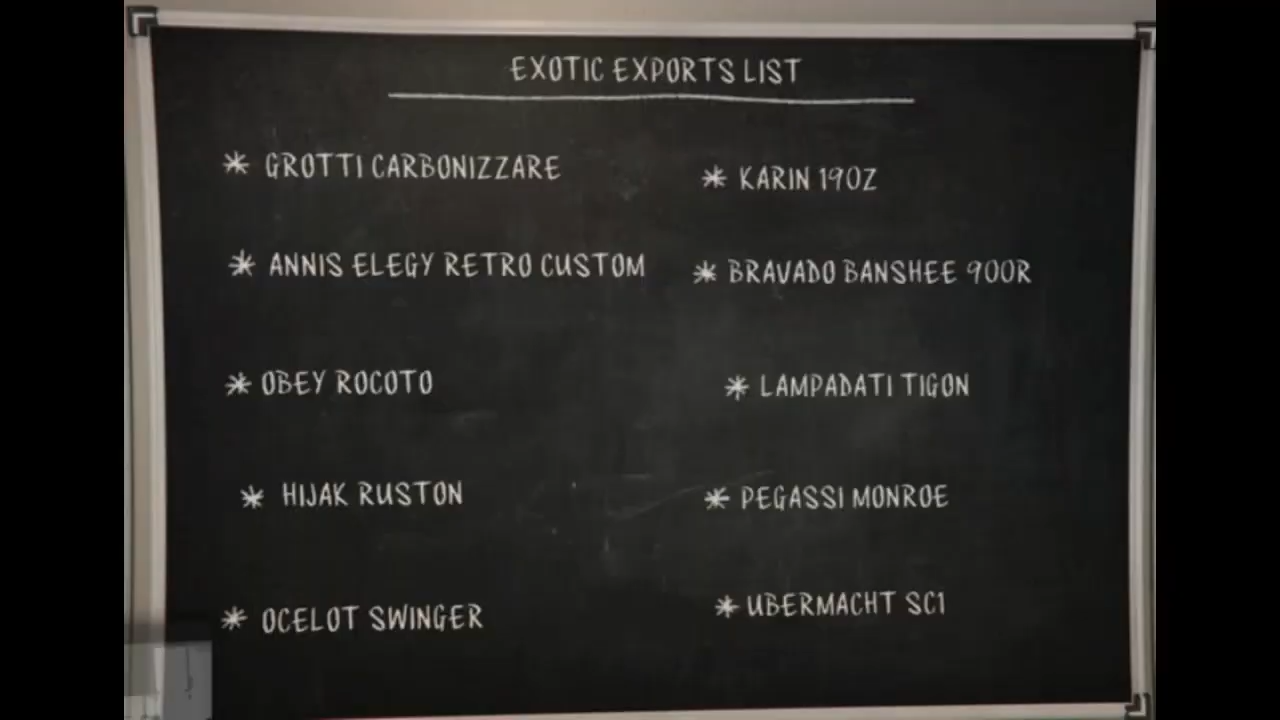 EXOTIC EXPORTS LIST
* GROTTI CARBONIZZARE
* ANNIS ELEGY RETRO CUSTOM
* OBEY ROCOTO
* HIJAK RUSTON
* OCELOT SWINGER
* KARIN 190Z
* BRAVADO BANSHEE 900R
* LAMPADATI TIGON
* PEGASSI MONROE
* UBERMACHT SC1